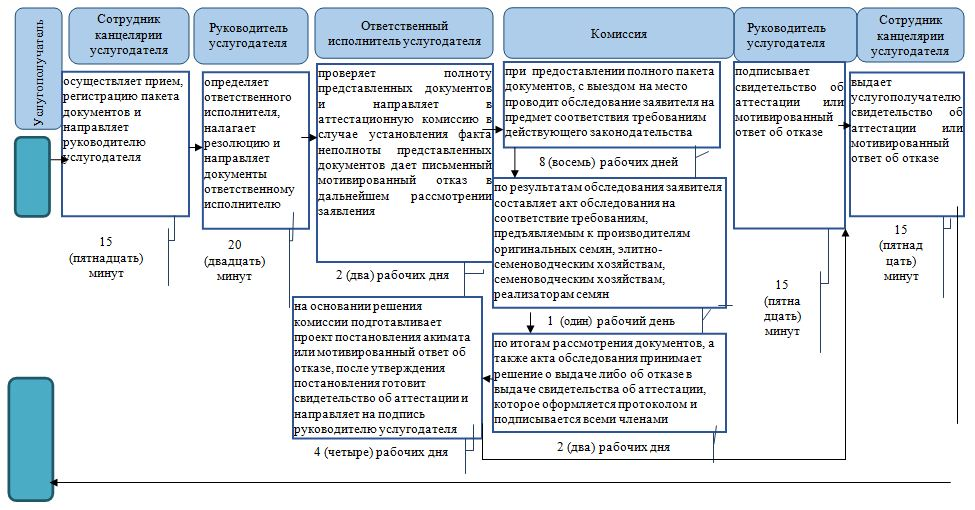 Услугополучатель
Сотрудник
канцелярии
услугодателя
Руководитель
услугодателя
Ответственный
исполнитель услугодателя
Комиссия
Руководитель
услугодателя
Сотрудник
канцелярии
услугодателя
осуществляет прием,
регистрацию пакета
документов и
направляет
руководителю
услугодателя
15
(пятнадцать)
минут
определяет
ответственного
исполнителя,
налагает
резолюцию и
направляет
документы
ответственному
исполнителю
20
(двадцать)
минут
проверяет полноту
представленных документов
и направляет в
аттестационную комиссию в
случае установления факта
неполноты представленных
документов дает письменный
мотивированный отказ в
дальнейшем рассмотрении
заявления
2 (два) рабочих дня
при предоставлении полного пакета
документов, с выездом на место
проводит обследование заявителя на
предмет соответствия требованиям
действующего законодательства
8 (восемь) рабочих дней
по результатам обследования заявителя
составляет акт обследования на
соответствие требованиям,
предъявляемым к производителям
оригинальных семян, элитно-
семеноводческим хозяйствам,
семеноводческим хозяйствам,
реализаторам семян
1 (один) рабочий день
по итогам рассмотрения документов, а
также акта обследования принимает
решение о выдаче либо об отказе в
выдаче свидетельства об аттестации,
которое оформляется протоколом и
подписывается всеми членами
2 (два) рабочих дня
на основании решения
комиссии подготавливает
проект постановления акимата
или мотивированный ответ об
отказе, после утверждения
постановления готовит
свидетельство об аттестации и
направляет на подпись
руководителю услугодателя
4 (четыре) рабочих дня
подписывает
свидетельство об
аттестации или
мотивированный
ответ об отказе
15
(пятна
дцать)
минут
выдает
услугополучателю
свидетельство об
аттестации или
мотивированный
ответ об отказе
15
(пятнад
цать)
минут